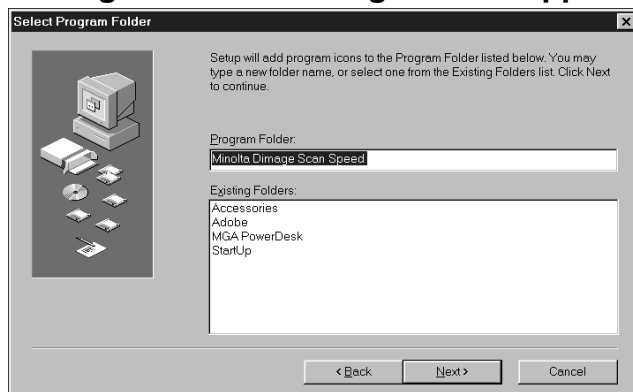 Select Program Folder
Setup will add program icons to the Program Folder listed below. You may
type a new folder name, or select one from the Existing Folders list. Click Next
to continue.
Program Folder:
Minolta Dimage Scan Speed
Existing Folders:
Accessories
Adobe
MGA PowerDesk
StartUp
< Back
Next >
Cancel